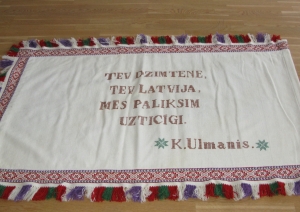 TEV DZIMTENE,
TEV LATVIJA,
MĒS PALIKSIM
UZTICĪGI.
K.Ulmanis.